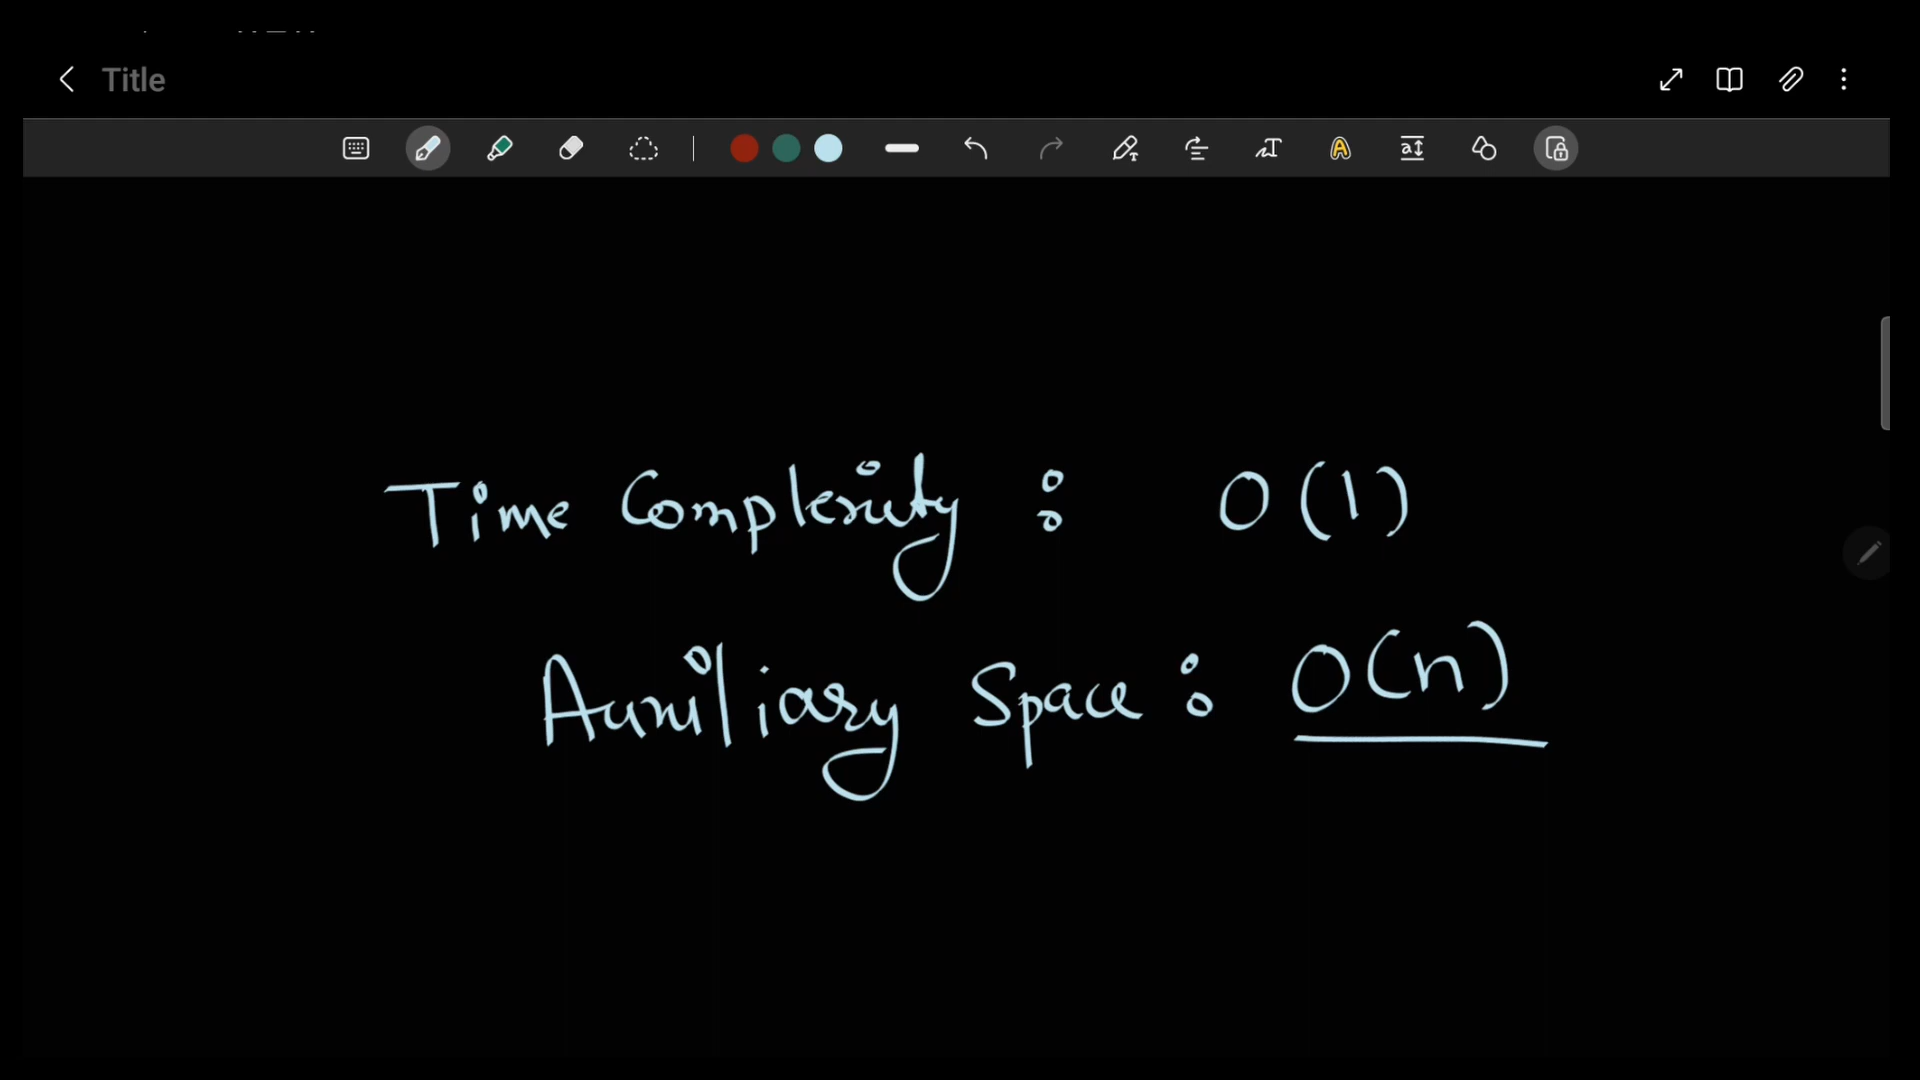 Title
Time Complexity : O(1)
Auxiliary Space : O(n)